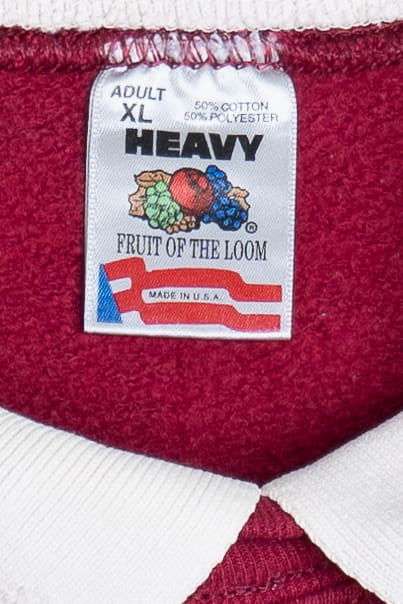 ADULT
XL
50% COTTON
50% POLYESTER
HEAVY
®
FRUIT OF THE LOOM
MADE IN U.S.A.